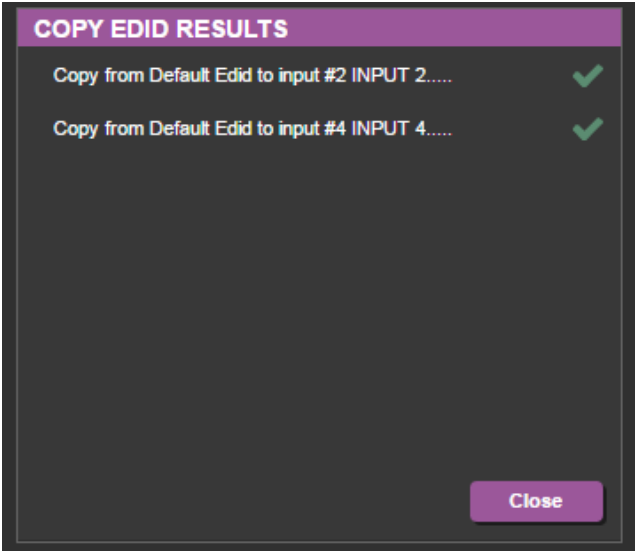 COPY EDID RESULTS
Copy from Default Edid to input #2 INPUT 2.....
Copy from Default Edid to input #4 INPUT 4.....
Close